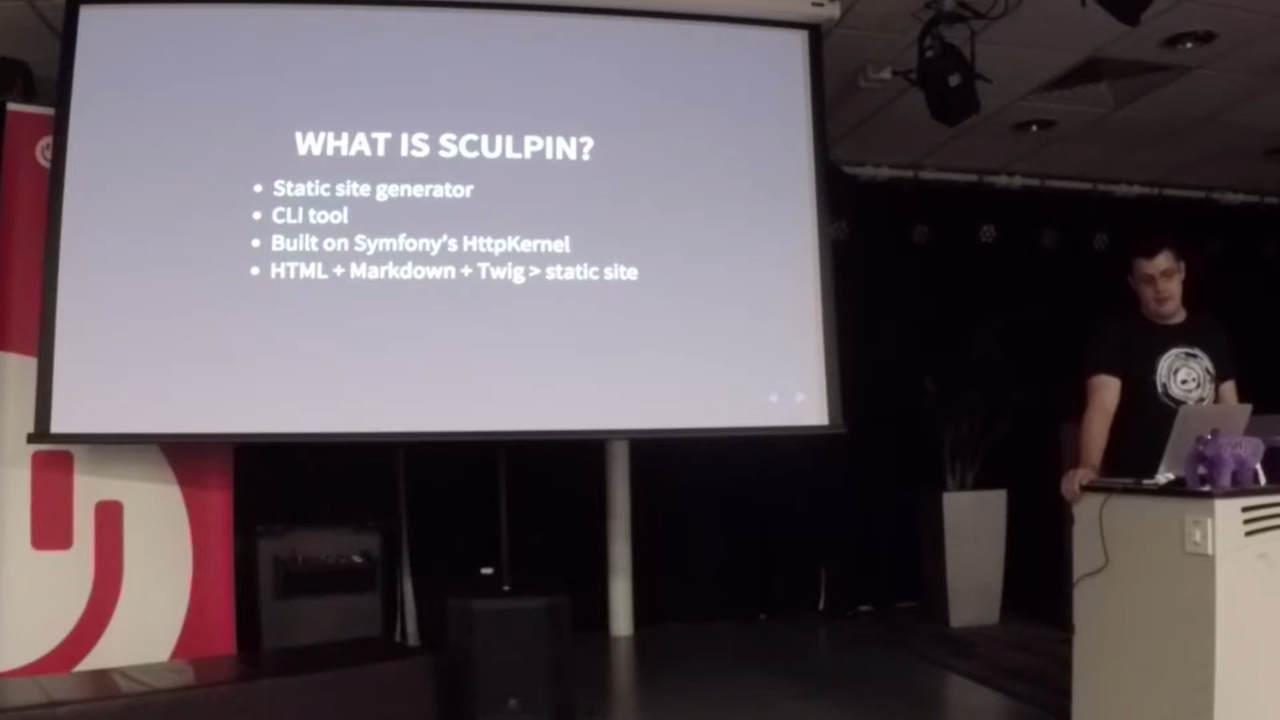 WHAT IS SCULPIN?
• Static site generator
• CLI tool
• Built on Symfony's HttpKernel
• HTML + Markdown + Twig > static site